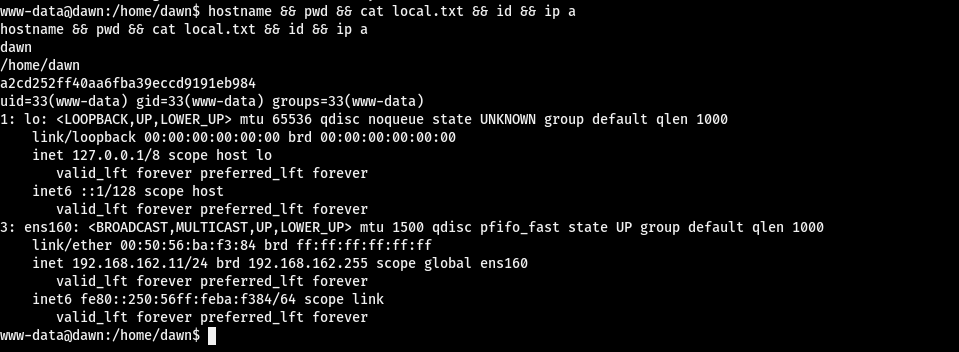 www-data@dawn:/home/dawn$ hostname && pwd && cat local.txt && id && ip a
hostname && pwd && cat local.txt && id && ip a
dawn
/home/dawn
a2cd252ff40aa6fba39eccd9191eb984
uid=33(www-data) gid=33(www-data) groups=33(www-data)
1: lo: <LOOPBACK,UP,LOWER_UP> mtu 65536 qdisc noqueue state UNKNOWN group default qlen 1000
    link/loopback 00:00:00:00:00:00 brd 00:00:00:00:00:00
    inet 127.0.0.1/8 scope host lo
       valid_lft forever preferred_lft forever
    inet6 ::1/128 scope host
       valid_lft forever preferred_lft forever
3: ens160: <BROADCAST,MULTICAST,UP,LOWER_UP> mtu 1500 qdisc pfifo_fast state UP group default qlen 1000
    link/ether 00:50:56:ba:f3:84 brd ff:ff:ff:ff:ff:ff
    inet 192.168.162.11/24 brd 192.168.162.255 scope global ens160
       valid_lft forever preferred_lft forever
    inet6 fe80::250:56ff:feba:f384/64 scope link
       valid_lft forever preferred_lft forever
www-data@dawn:/home/dawn$